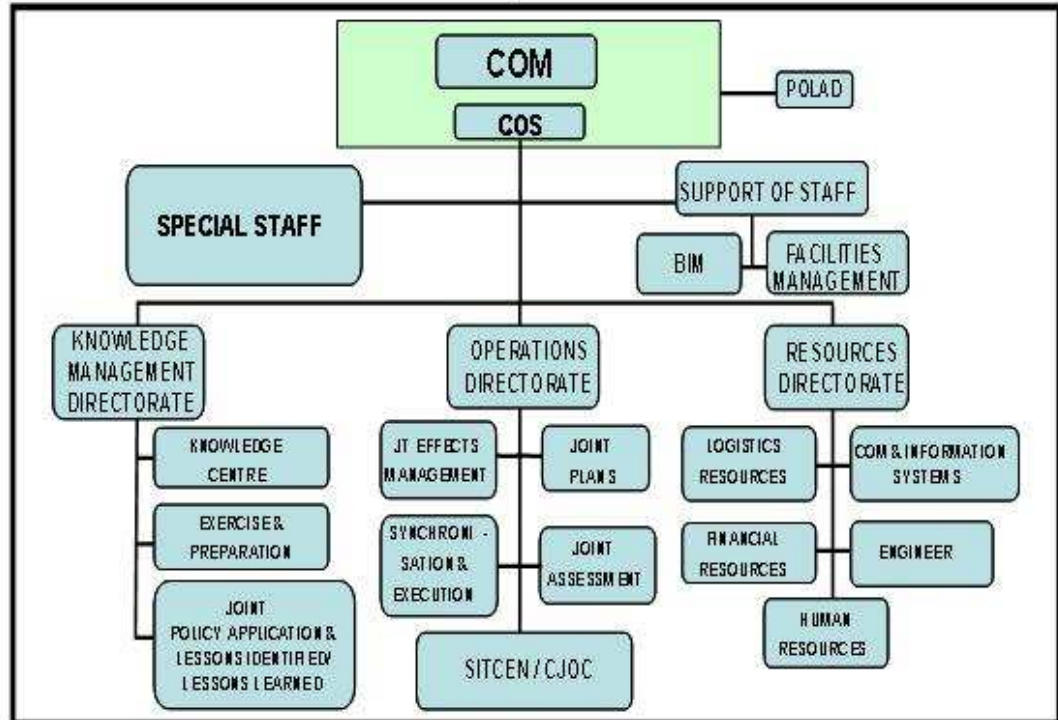 COM
COS
POLAD
SPECIAL STAFF
SUPPORT OF STAFF
BIM
FACILITIES
MANAGEMENT
KNOWLEDGE
MANAGEMENT
DIRECTORATE
OPERATIONS
DIRECTORATE
RESOURCES
DIRECTORATE
KNOWLEDGE
CENTRE
EXERCISE &
PREPARATION
JOINT
POLICY APPLICATION &
LESSONS IDENTIFIED/
LESSONS LEARNED
JT EFFECTS
MANAGEMENT
JOINT
PLANS
SYNCHRONI -
SATION &
EXECUTION
JOINT
ASSESSMENT
SITCEN / CJOC
LOGISTICS
RESOURCES
COM & INFORMATION
SYSTEMS
FINANCIAL
RESOURCES
ENGINEER
HUMAN
RESOURCES